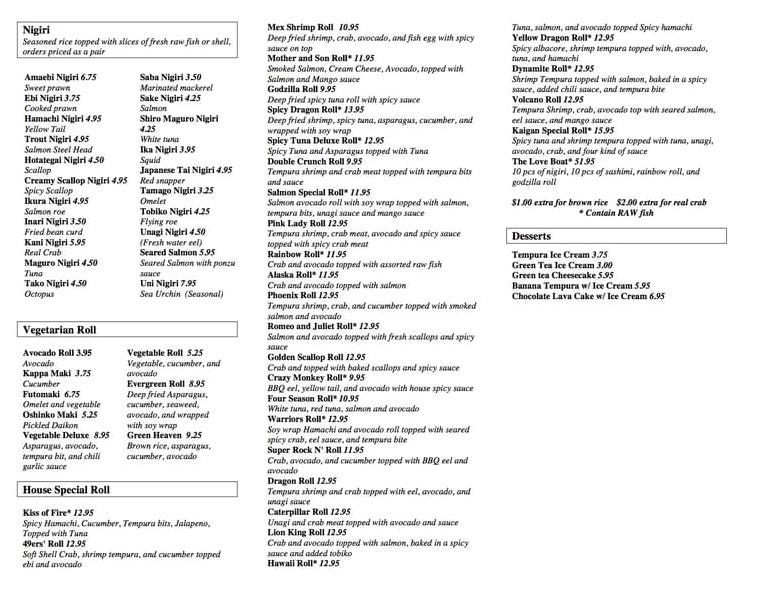 Nigiri
Seasoned rice topped with slices of fresh raw fish or shell,
orders priced as a pair
Amaebi Nigiri 6.75
Sweet prawn
Ebi Nigiri 3.75
Cooked prawn
Hamachi Nigiri 4.95
Yellow Tail
Trout Nigiri 4.95
Salmon Steel Head
Hotategai Nigiri 4.50
Scallop
Creamy Scallop Nigiri 4.95
Spicy Scallop
Ikura Nigiri 4.95
Salmon roe
Inari Nigiri 3.50
Fried bean curd
Kani Nigiri 5.95
Real Crab
Maguro Nigiri 4.50
Tuna
Tako Nigiri 4.50
Octopus
Saba Nigiri 3.50
Marinated mackerel
Sake Nigiri 4.25
Salmon
Shiro Maguro Nigiri
4.25
White tuna
Ika Nigiri 3.95
Squid
Japanese Tai Nigiri 4.95
Red snapper
Tamago Nigiri 3.25
Omelet
Tobiko Nigiri 4.25
Flying roe
Unagi Nigiri 4.50
(Fresh water eel)
Seared Salmon 5.95
Seared Salmon with ponzu
sauce
Uni Nigiri 7.95
Sea Urchin (Seasonal)
Vegetarian Roll
Avocado Roll 3.95
Avocado
Kappa Maki 3.75
Cucumber
Futomaki 6.75
Omelet and vegetable
Oshinko Maki 5.25
Pickled Daikon
Vegetable Deluxe 8.95
Asparagus, avocado,
tempura bit, and chili
garlic sauce
Vegetable Roll 5.25
Vegetable, cucumber, and
avocado
Evergreen Roll 8.95
Deep fried Asparagus,
cucumber, seaweed,
avocado, and wrapped
with soy wrap
Green Heaven 9.25
Brown rice, asparagus,
cucumber, avocado
House Special Roll
Kiss of Fire* 12.95
Spicy Hamachi, Cucumber, Tempura bits, Jalapeno,
Topped with Tuna
49ers' Roll 12.95
Soft Shell Crab, shrimp tempura, and cucumber topped
ebi and avocado
Mex Shrimp Roll 10.95
Deep fried shrimp, crab, avocado, and fish egg with spicy
sauce on top
Mother and Son Roll* 11.95
Smoked Salmon, Cream Cheese, Avocado, topped with
Salmon and Mango sauce
Godzilla Roll 9.95
Deep fried spicy tuna roll with spicy sauce
Spicy Dragon Roll* 13.95
Deep fried shrimp, spicy tuna, asparagus, cucumber, and
wrapped with soy wrap
Spicy Tuna Deluxe Roll* 12.95
Spicy Tuna and Asparagus topped with Tuna
Double Crunch Roll 9.95
Tempura shrimp and crab meat topped with tempura bits
and sauce
Salmon Special Roll* 11.95
Salmon avocado roll with soy wrap topped with salmon,
tempura bits, unagi sauce and mango sauce
Pink Lady Roll 12.95
Tempura shrimp, crab meat, avocado and spicy sauce
topped with spicy crab meat
Rainbow Roll* 11.95
Crab and avocado topped with assorted raw fish
Alaska Roll* 11.95
Crab and avocado topped with salmon
Phoenix Roll 12.95
Tempura shrimp, crab, and cucumber topped with smoked
salmon and avocado
Romeo and Juliet Roll* 12.95
Salmon and avocado topped with fresh scallops and spicy
sauce
Golden Scallop Roll 12.95
Crab and topped with baked scallops and spicy sauce
Crazy Monkey Roll* 9.95
BBQ eel, yellow tail, and avocado with house spicy sauce
Four Season Roll* 10.95
White tuna, red tuna, salmon and avocado
Warriors Roll* 12.95
Soy wrap Hamachi and avocado roll topped with seared
spicy crab, eel sauce, and tempura bite
Super Rock N' Roll 11.95
Crab, avocado, and cucumber topped with BBQ eel and
avocado
Dragon Roll 12.95
Tempura shrimp and crab topped with eel, avocado, and
unagi sauce
Caterpillar Roll 12.95
Unagi and crab meat topped with avocado and sauce
Lion King Roll 12.95
Crab and avocado topped with salmon, baked in a spicy
sauce and added tobiko
Hawaii Roll* 12.95
Tuna, salmon, and avocado topped Spicy hamachi
Yellow Dragon Roll* 12.95
Spicy albacore, shrimp tempura topped with, avocado,
tuna, and hamachi
Dynamite Roll* 12.95
Shrimp Tempura topped with salmon, baked in a spicy
sauce, added chili sauce, and tempura bite
Volcano Roll 12.95
Tempura Shrimp, crab, avocado top with seared salmon,
eel sauce, and mango sauce
Kaigan Special Roll* 15.95
Spicy tuna and shrimp tempura topped with tuna, unagi,
avocado, crab, and four kind of sauce
The Love Boat* 51.95
10 pcs of nigiri, 10 pcs of sashimi, rainbow roll, and
godzilla roll
$1.00 extra for brown rice $2.00 extra for real crab
* Contain RAW fish
Desserts
Tempura Ice Cream 3.75
Green Tea Ice Cream 3.00
Green tea Cheesecake 5.95
Banana Tempura w/ Ice Cream 5.95
Chocolate Lava Cake w/ Ice Cream 6.95